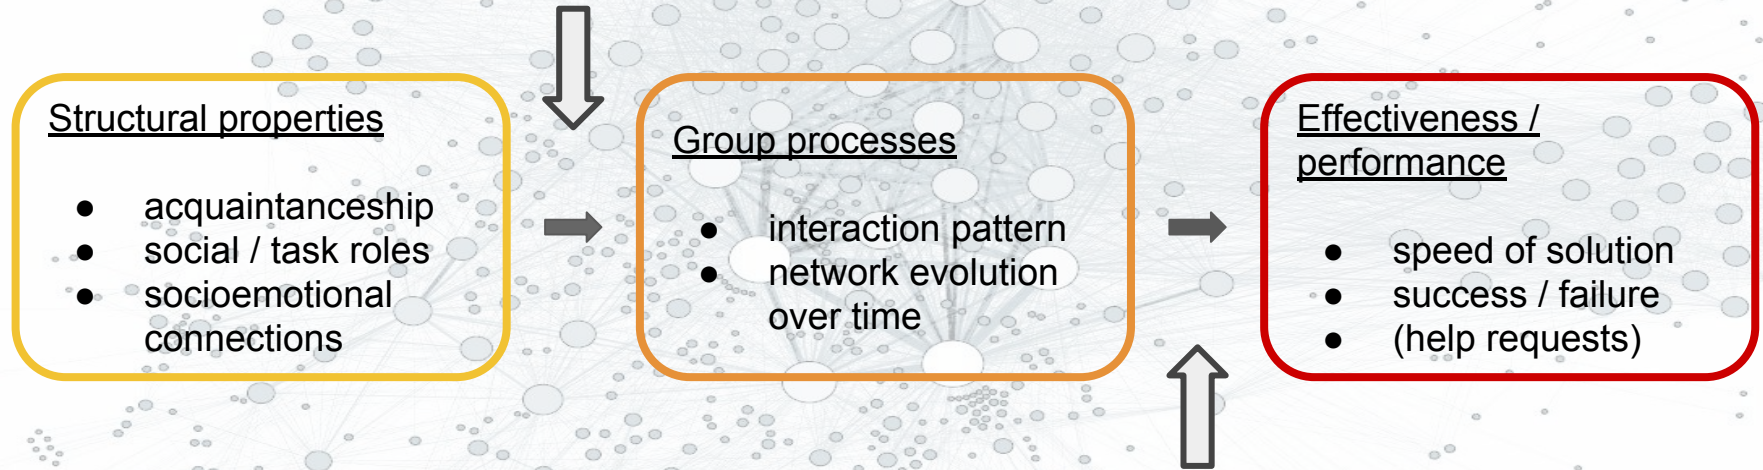 Structural properties
● acquaintanceship
● social / task roles
● socioemotional
connections
Group processes
● interaction pattern
● network evolution
over time
Effectiveness /
performance
● speed of solution
● success / failure
● (help requests)